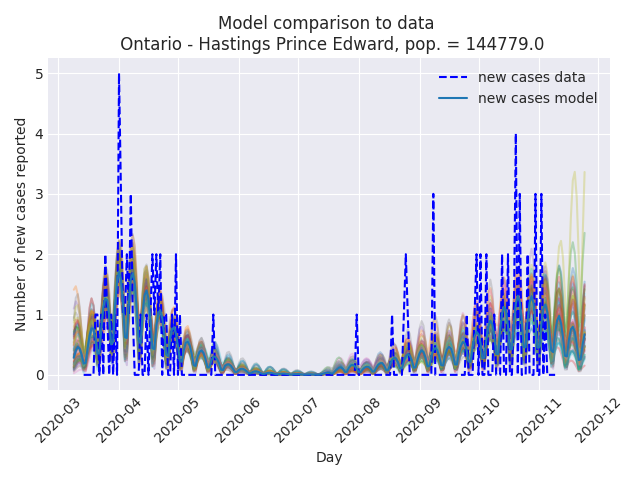 Model comparison to data
Ontario - Hastings Prince Edward, pop. = 144779.0
new cases data
new cases model
Number of new cases reported
5
4
3
2
1
0
2020-03
2020-04
2020-05
2020-06
2020-07
2020-08
2020-09
2020-10
2020-11
2020-12
Day